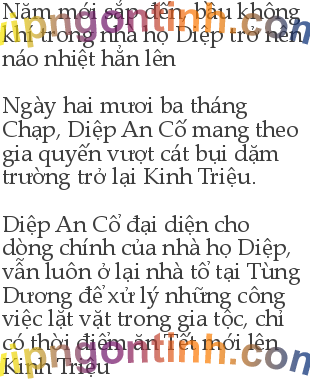 Năm mới sắp đến, bầu không
khí trong nhà họ Diệp trở nên
náo nhiệt hẳn lên
Ngày hai mươi ba tháng
Chạp, Diệp An Cố mang theo
gia quyến vượt cát bụi dặm
trường trở lại Kinh Triệu.
Diệp An Cổ đại diện cho
dòng chính của nhà họ Diệp,
vẫn luôn ở lại nhà tổ tại Tùng
Dương để xử lý những công
việc lặt vặt trong gia tộc, chỉ
có thời điểm ăn Tết mới lên
Kinh Triệu
vipngontinh.com
vipngontinh.com